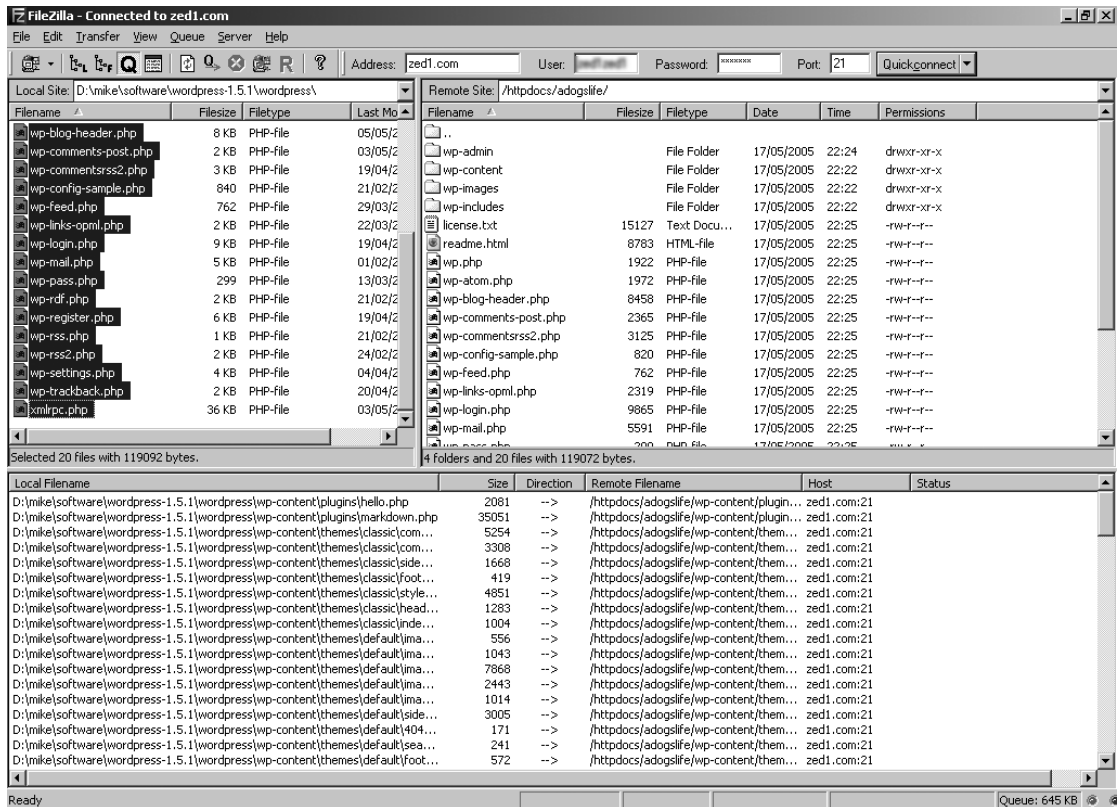 FileZilla - Connected to zed1.com
File Edit Transfer View Queue Server Help
Address: zed1.com User: Password: ******* Port: 21 Quickconnect
Local Site: D:\mike\software\wordpress-1.5.1\wordpress\ Remote Site: /httpdocs/adogslife/
Filename Filesize Filetype Last Mo
wp-blog-header.php 8 KB PHP-file 05/05/2
wp-comments-post.php 2 KB PHP-file 03/05/2
wp-commentsrss2.php 3 KB PHP-file 19/04/2
wp-config-sample.php 840 PHP-file 21/02/2
wp-feed.php 762 PHP-file 29/03/2
wp-links-opml.php 2 KB PHP-file 22/03/2
wp-login.php 9 KB PHP-file 19/04/2
wp-mail.php 5 KB PHP-file 01/02/2
wp-pass.php 299 PHP-file 13/03/2
wp-rdf.php 2 KB PHP-file 21/02/2
wp-register.php 6 KB PHP-file 19/04/2
wp-rss.php 1 KB PHP-file 21/02/2
wp-rss2.php 2 KB PHP-file 24/02/2
wp-settings.php 4 KB PHP-file 04/04/2
wp-trackback.php 2 KB PHP-file 20/04/2
xmlrpc.php 36 KB PHP-file 03/05/2
Selected 20 files with 119092 bytes.
Filename Filesize Filetype Date Time Permissions
..
wp-admin File Folder 17/05/2005 22:24 drwxr-xr-x
wp-content File Folder 17/05/2005 22:22 drwxr-xr-x
wp-images File Folder 17/05/2005 22:22 drwxr-xr-x
wp-includes File Folder 17/05/2005 22:22 drwxr-xr-x
license.txt 15127 Text Docu... 17/05/2005 22:25 -rw-r--r--
readme.html 8783 HTML-file 17/05/2005 22:25 -rw-r--r--
wp.php 1922 PHP-file 17/05/2005 22:25 -rw-r--r--
wp-atom.php 1972 PHP-file 17/05/2005 22:25 -rw-r--r--
wp-blog-header.php 8458 PHP-file 17/05/2005 22:25 -rw-r--r--
wp-comments-post.php 2365 PHP-file 17/05/2005 22:25 -rw-r--r--
wp-commentsrss2.php 3125 PHP-file 17/05/2005 22:25 -rw-r--r--
wp-config-sample.php 820 PHP-file 17/05/2005 22:25 -rw-r--r--
wp-feed.php 762 PHP-file 17/05/2005 22:25 -rw-r--r--
wp-links-opml.php 2319 PHP-file 17/05/2005 22:25 -rw-r--r--
wp-login.php 9865 PHP-file 17/05/2005 22:25 -rw-r--r--
wp-mail.php 5591 PHP-file 17/05/2005 22:25 -rw-r--r--
4 folders and 20 files with 119072 bytes.
Local Filename Size Direction Remote Filename Host Status
D:\mike\software\wordpress-1.5.1\wordpress\wp-content\plugins\hello.php 2081 --> /httpdocs/adogslife/wp-content/plugin... zed1.com:21
D:\mike\software\wordpress-1.5.1\wordpress\wp-content\plugins\markdown.php 35051 --> /httpdocs/adogslife/wp-content/plugin... zed1.com:21
D:\mike\software\wordpress-1.5.1\wordpress\wp-content\themes\classic\com... 5254 --> /httpdocs/adogslife/wp-content/them... zed1.com:21
D:\mike\software\wordpress-1.5.1\wordpress\wp-content\themes\classic\com... 3308 --> /httpdocs/adogslife/wp-content/them... zed1.com:21
D:\mike\software\wordpress-1.5.1\wordpress\wp-content\themes\classic\side... 1668 --> /httpdocs/adogslife/wp-content/them... zed1.com:21
D:\mike\software\wordpress-1.5.1\wordpress\wp-content\themes\classic\foot... 419 --> /httpdocs/adogslife/wp-content/them... zed1.com:21
D:\mike\software\wordpress-1.5.1\wordpress\wp-content\themes\classic\style... 4851 --> /httpdocs/adogslife/wp-content/them... zed1.com:21
D:\mike\software\wordpress-1.5.1\wordpress\wp-content\themes\classic\head... 1283 --> /httpdocs/adogslife/wp-content/them... zed1.com:21
D:\mike\software\wordpress-1.5.1\wordpress\wp-content\themes\classic\inde... 1004 --> /httpdocs/adogslife/wp-content/them... zed1.com:21
D:\mike\software\wordpress-1.5.1\wordpress\wp-content\themes\default\ima... 556 --> /httpdocs/adogslife/wp-content/them... zed1.com:21
D:\mike\software\wordpress-1.5.1\wordpress\wp-content\themes\default\ima... 1043 --> /httpdocs/adogslife/wp-content/them... zed1.com:21
D:\mike\software\wordpress-1.5.1\wordpress\wp-content\themes\default\ima... 7868 --> /httpdocs/adogslife/wp-content/them... zed1.com:21
D:\mike\software\wordpress-1.5.1\wordpress\wp-content\themes\default\ima... 2443 --> /httpdocs/adogslife/wp-content/them... zed1.com:21
D:\mike\software\wordpress-1.5.1\wordpress\wp-content\themes\default\ima... 1014 --> /httpdocs/adogslife/wp-content/them... zed1.com:21
D:\mike\software\wordpress-1.5.1\wordpress\wp-content\themes\default\side... 3005 --> /httpdocs/adogslife/wp-content/them... zed1.com:21
D:\mike\software\wordpress-1.5.1\wordpress\wp-content\themes\default\404... 171 --> /httpdocs/adogslife/wp-content/them... zed1.com:21
D:\mike\software\wordpress-1.5.1\wordpress\wp-content\themes\default\sea... 241 --> /httpdocs/adogslife/wp-content/them... zed1.com:21
D:\mike\software\wordpress-1.5.1\wordpress\wp-content\themes\default\foot... 572 --> /httpdocs/adogslife/wp-content/them... zed1.com:21
Ready Queue: 645 KB